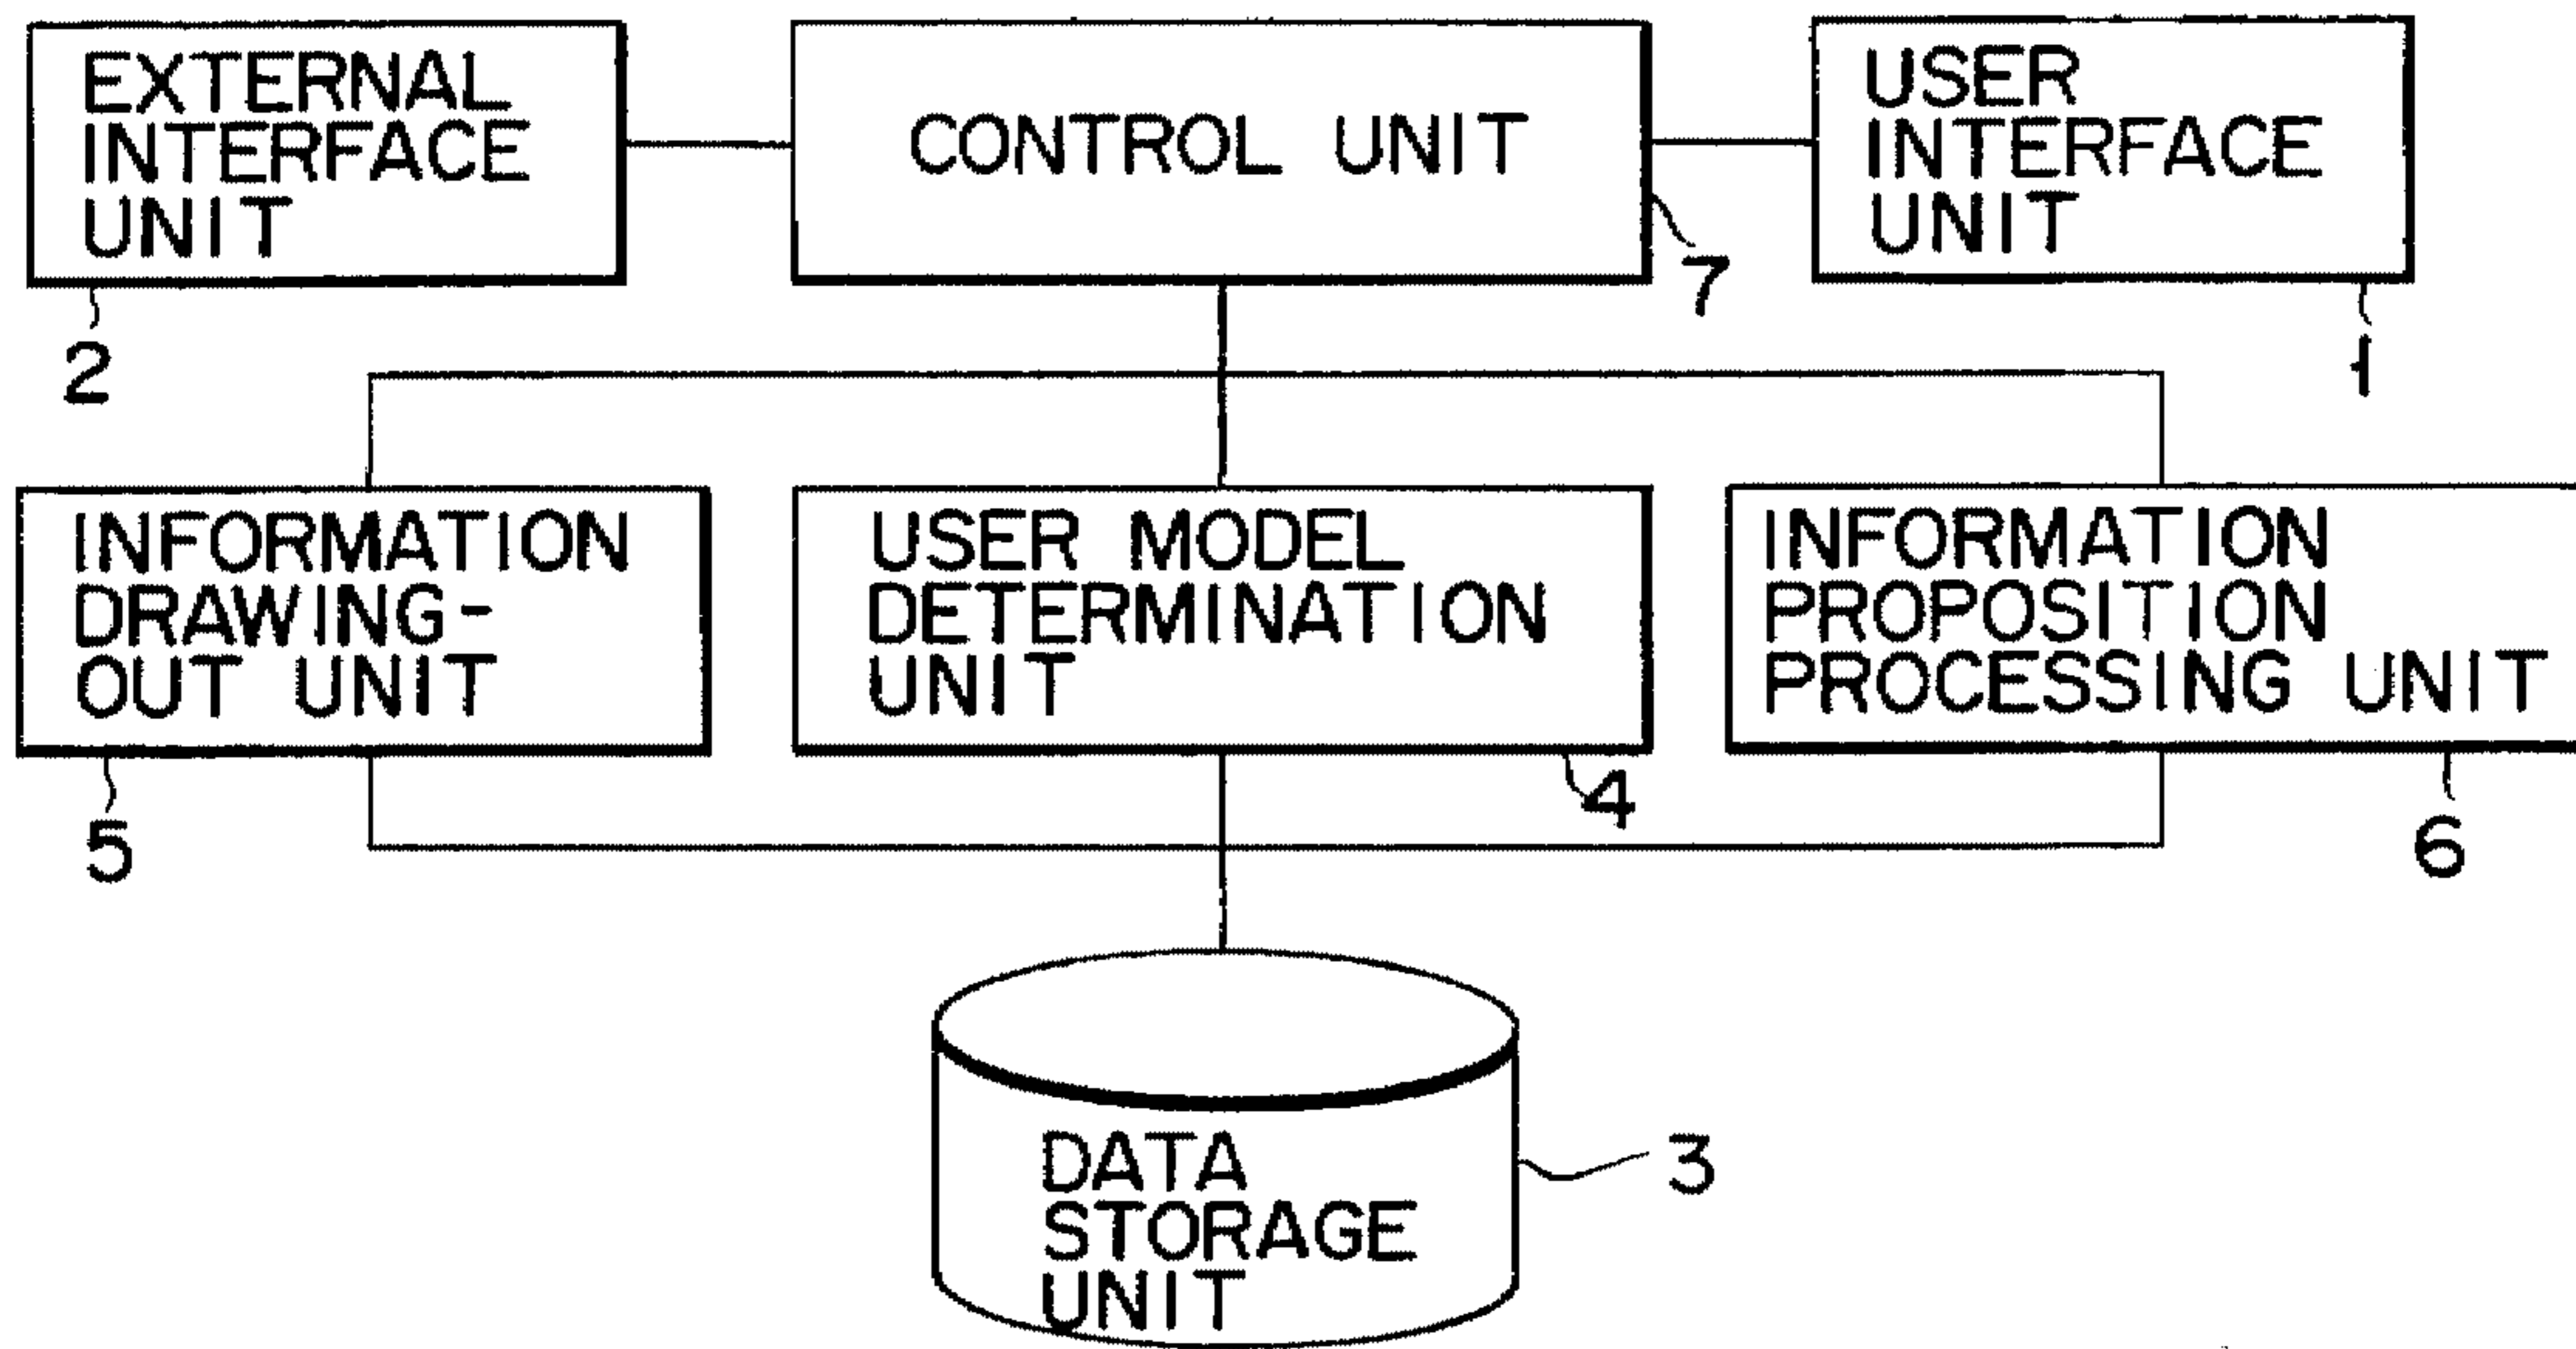 EXTERNAL
INTERFACE
UNIT
2
CONTROL UNIT
7
USER
INTERFACE
UNIT
1
INFORMATION
DRAWING-
OUT UNIT
5
USER MODEL
DETERMINATION
UNIT
4
INFORMATION
PROPOSITION
PROCESSING UNIT
6
DATA
STORAGE
UNIT
3